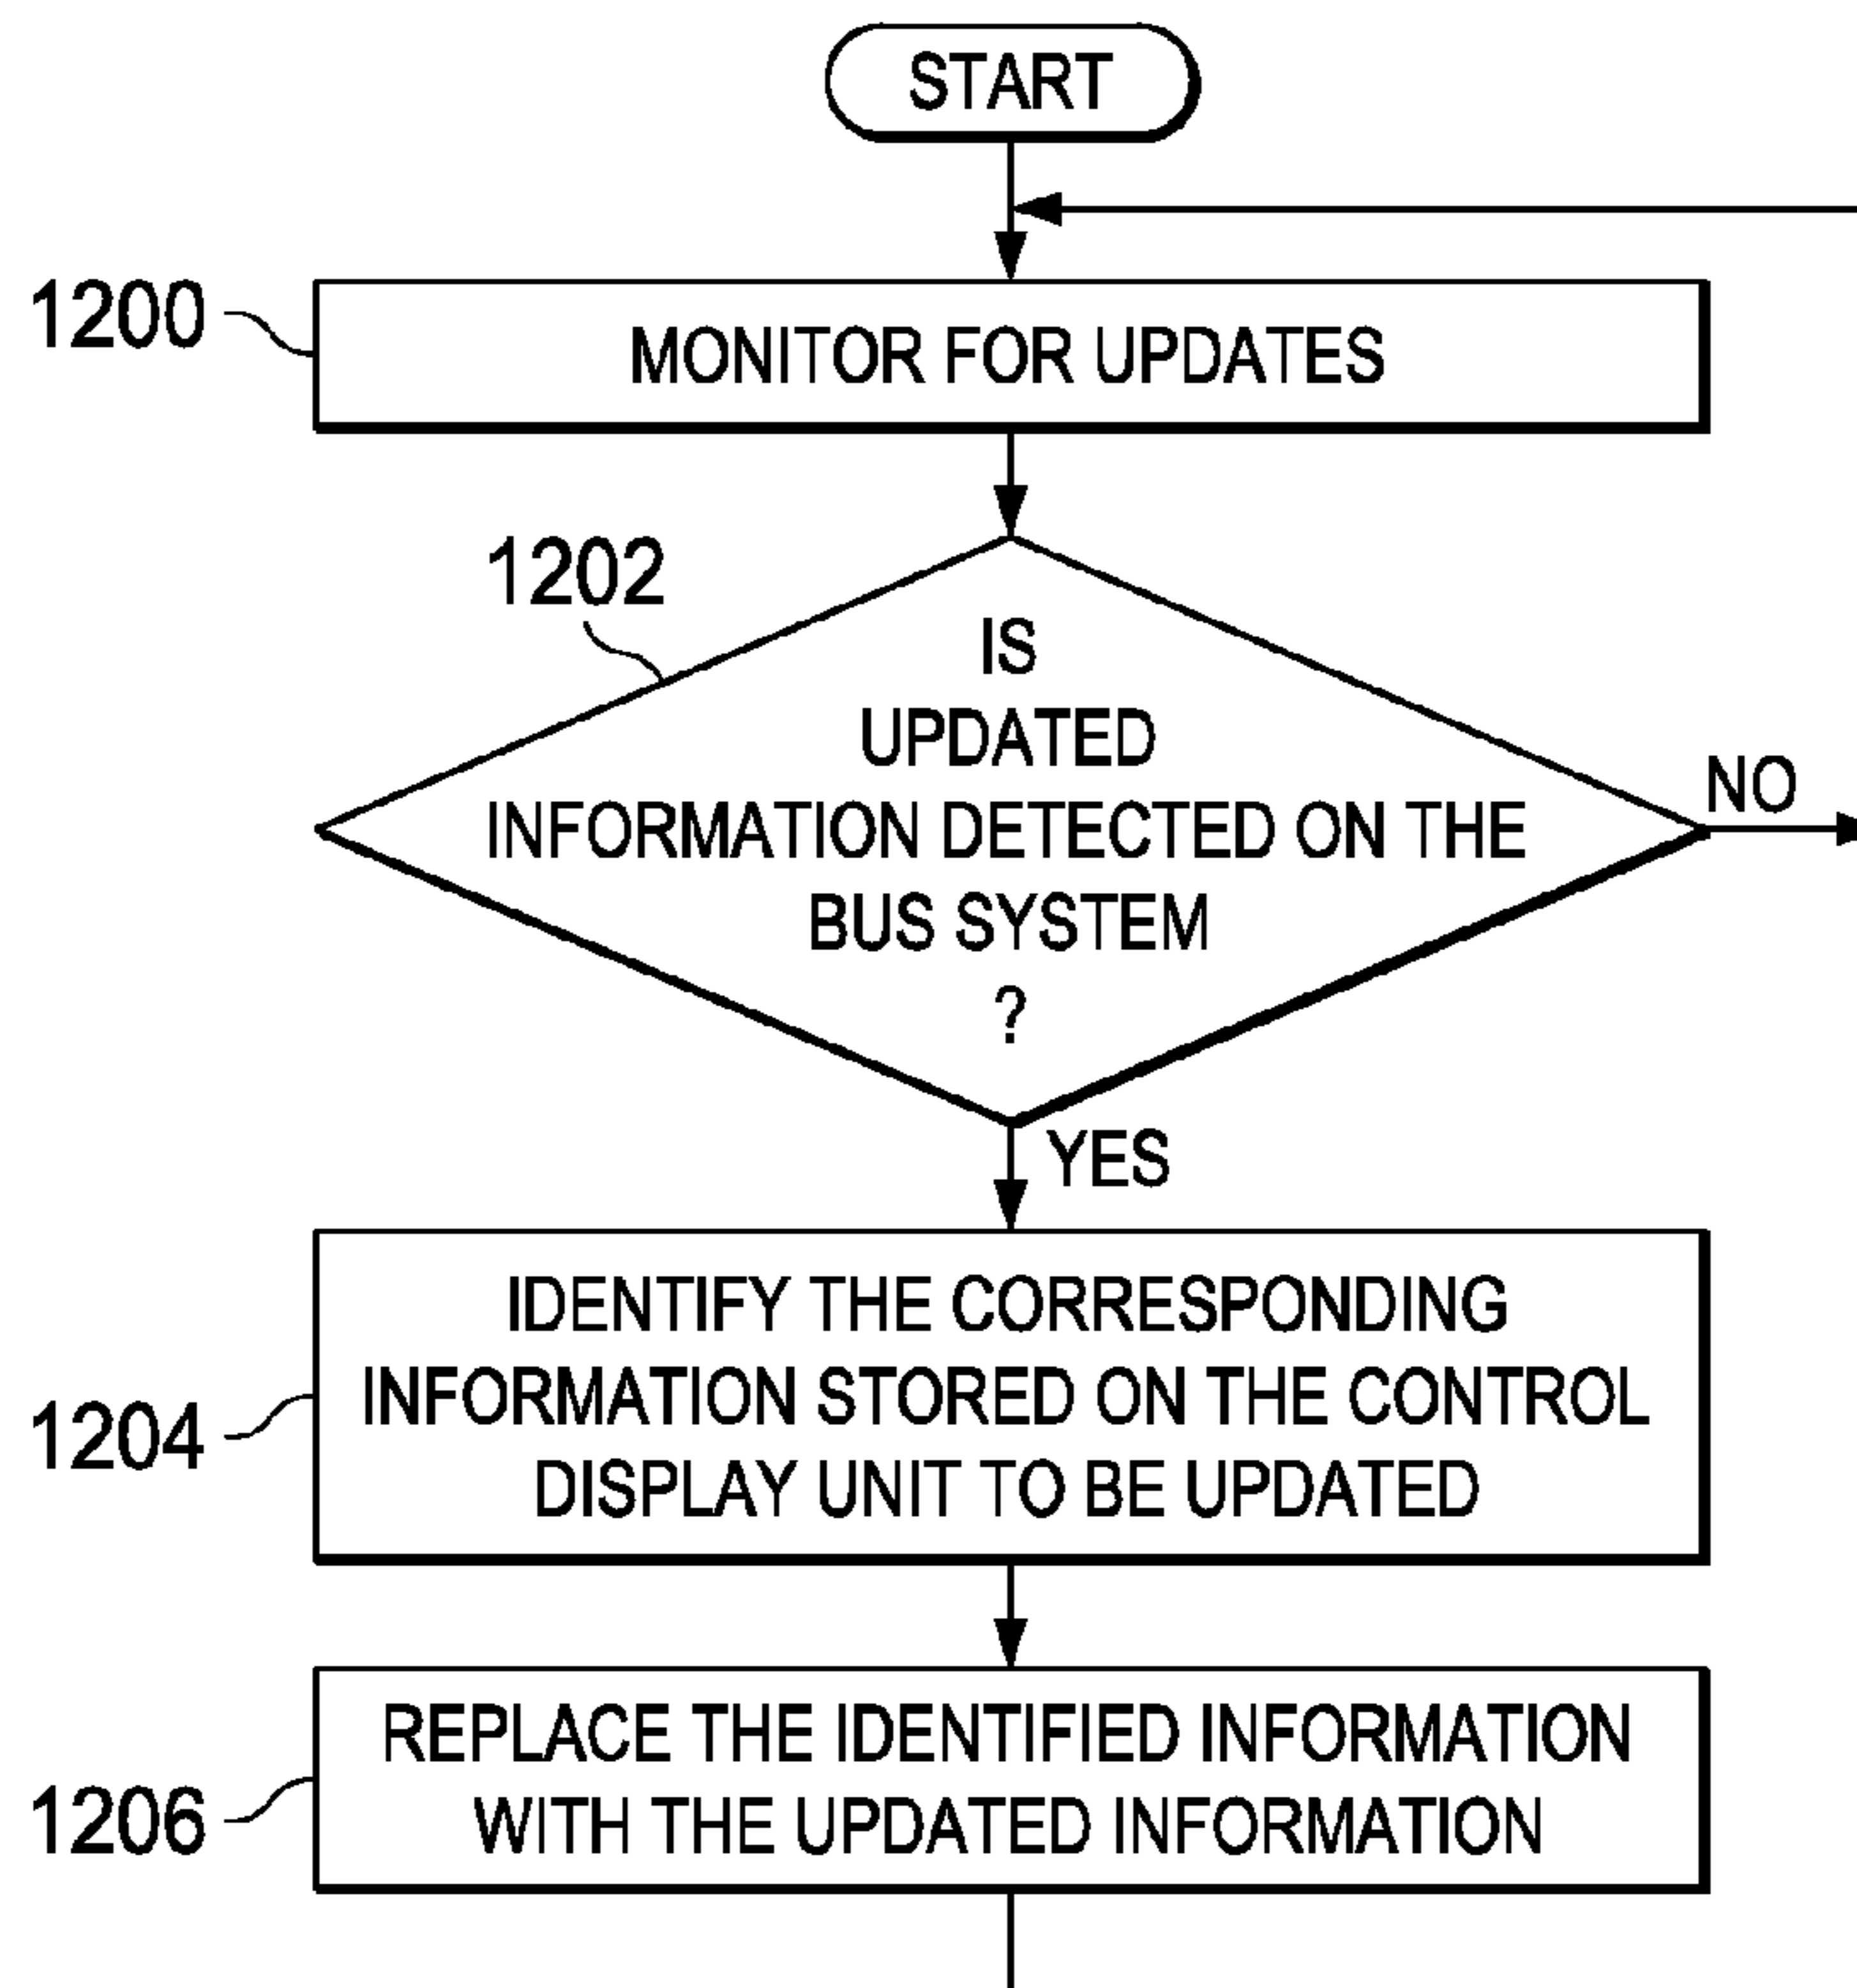 START
1200
MONITOR FOR UPDATES
1202
IS
UPDATED
INFORMATION DETECTED ON THE
BUS SYSTEM
?
NO
YES
1204
IDENTIFY THE CORRESPONDING
INFORMATION STORED ON THE CONTROL
DISPLAY UNIT TO BE UPDATED
1206
REPLACE THE IDENTIFIED INFORMATION
WITH THE UPDATED INFORMATION